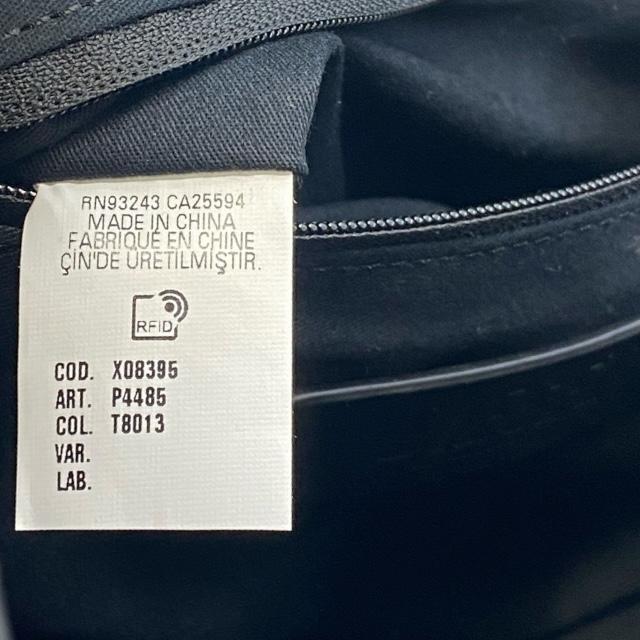 RN93243 CA25594
MADE IN CHINA
FABRIQUÉ EN CHINE
ÇIN'DE URETILMIŞTIR.
RFID
COD. X08395
ART. P4485
COL. T8013
VAR.
LAB.